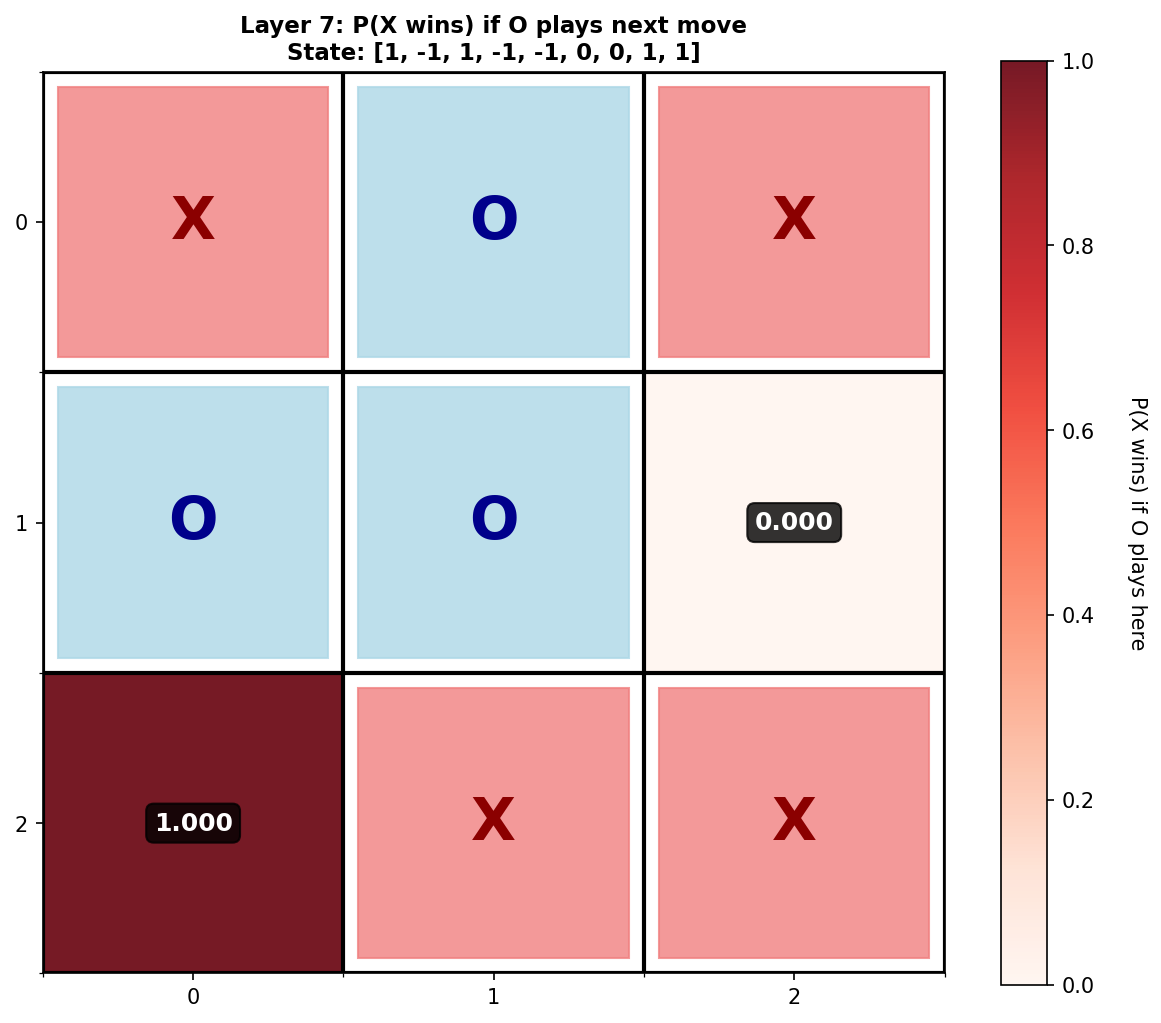 Layer 7: P(X wins) if O plays next move
State: [1, -1, 1, -1, -1, 0, 0, 1, 1]
1.0
0.8
0.6
0.4
0.2
0.0
P(X wins) if O plays here
0
X
O
X
1
O
O
0.000
2
1.000
X
X
0
1
2